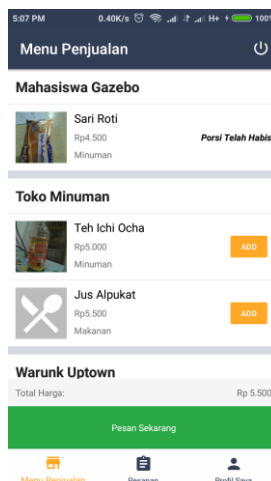 5:07 PM 0.40K/s H+ 100%
Menu Penjualan
Mahasiswa Gazebo
Sari Roti
Rp4.500
Porsi Telah Habis
Minuman
Toko Minuman
Teh Ichi Ocha
Rp5.000
ADD
Minuman
Jus Alpukat
Rp5.500
ADD
Makanan
Warunk Uptown
Total Harga: Rp 5.500
Pesan Sekarang
Menu Penjualan Pesanan Profil Saya